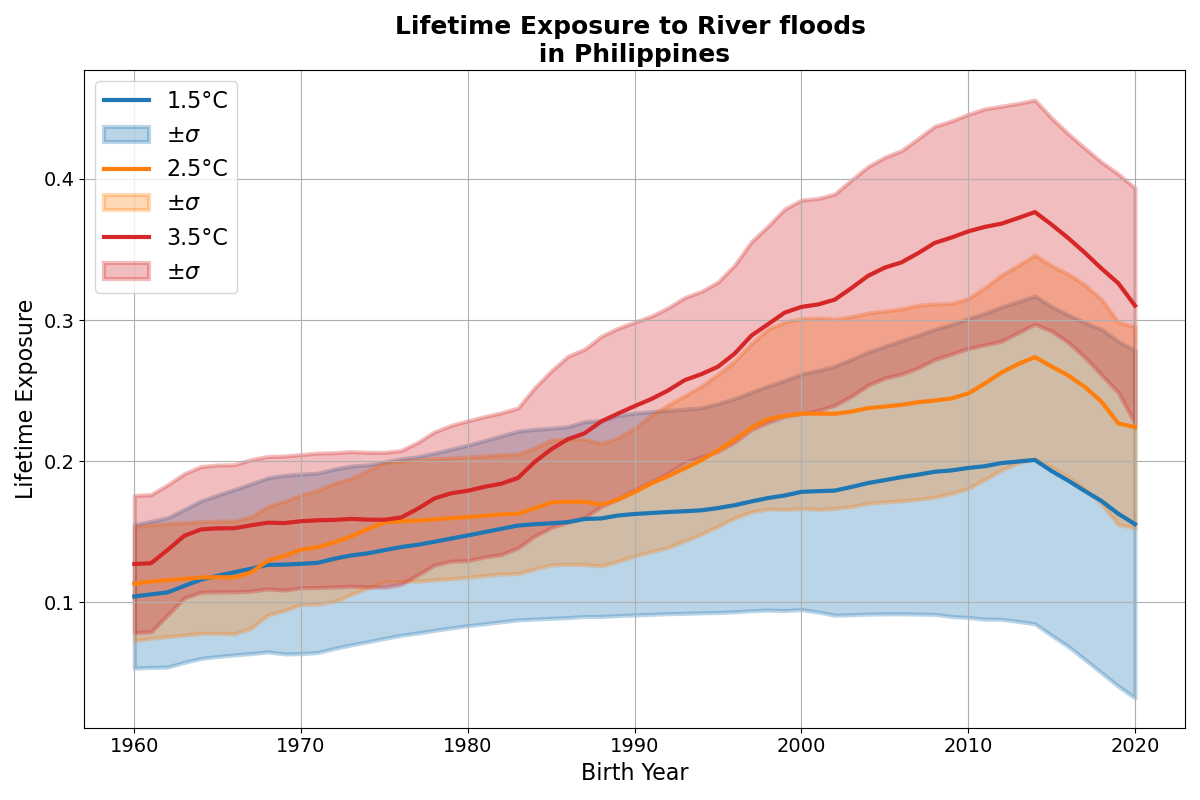 Lifetime Exposure to River floods
in Philippines
1.5°C
±σ
2.5°C
±σ
3.5°C
±σ
Lifetime Exposure
0.4
0.3
0.2
0.1
1960 1970 1980 1990 2000 2010 2020
Birth Year